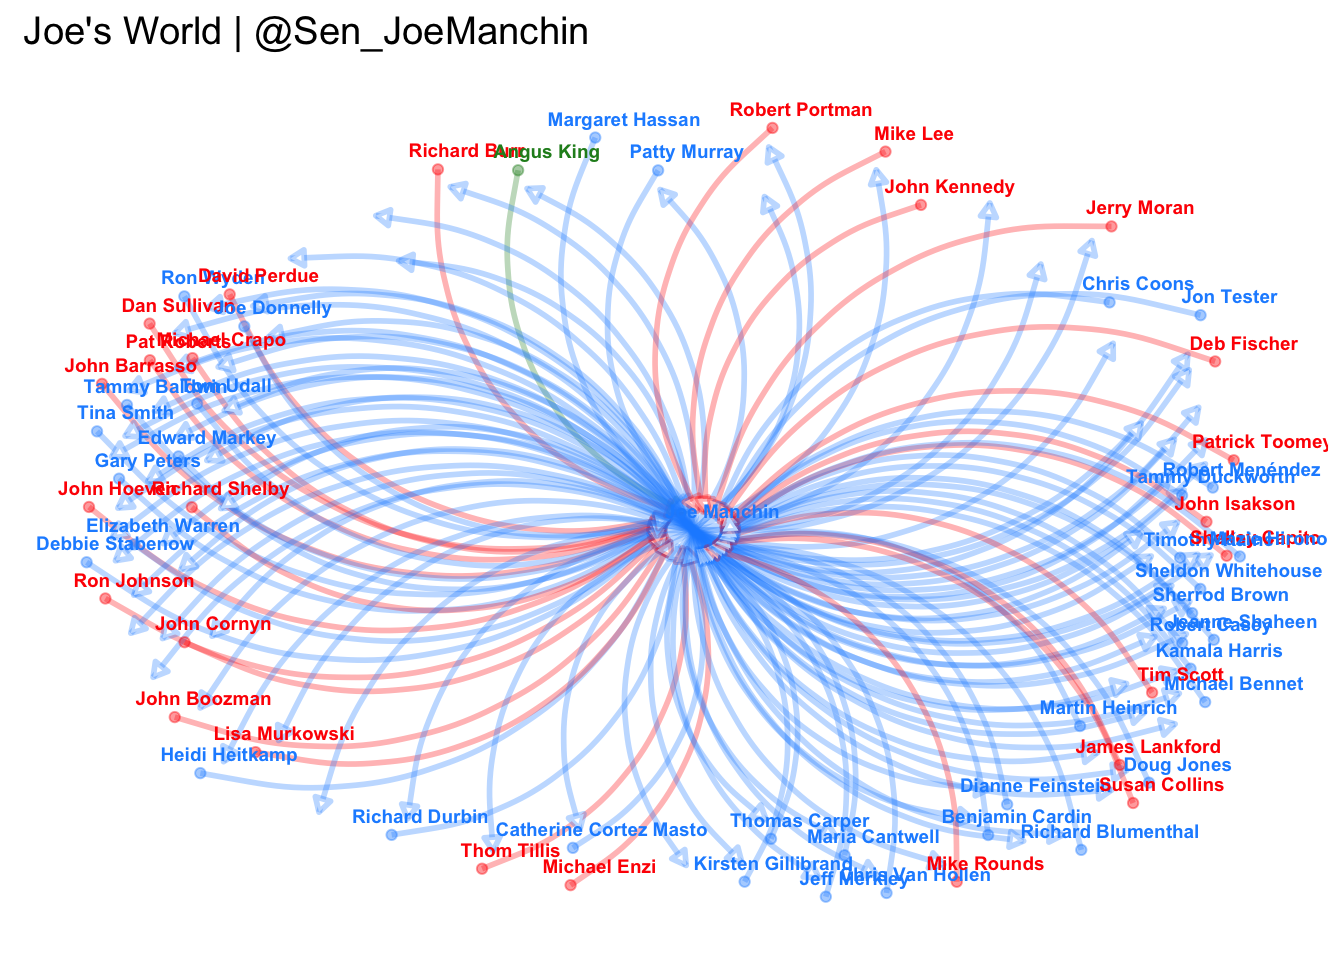 Joe's World | @Sen_JoeManchin
Robert Portman
Margaret Hassan
Mike Lee
Richard Burr
Angus King
Patty Murray
John Kennedy
Jerry Moran
Ron Wyden
David Perdue
Chris Coons
Jon Tester
Dan Sullivan
Joe Donnelly
Pat Roberts
Michael Crapo
Deb Fischer
John Barrasso
Tammy Baldwin
Tom Udall
Tina Smith
Edward Markey
Patrick Toomey
Gary Peters
Robert Menéndez
Tammy Duckworth
John Hoeven
Richard Shelby
John Isakson
Joe Manchin
Elizabeth Warren
Debbie Stabenow
Shelley Capito
Sheldon Whitehouse
Ron Johnson
Sherrod Brown
John Cornyn
Jeanne Shaheen
Robert Casey
Kamala Harris
Tim Scott
Michael Bennet
John Boozman
Martin Heinrich
Lisa Murkowski
James Lankford
Heidi Heitkamp
Doug Jones
Dianne Feinstein
Susan Collins
Richard Durbin
Thomas Carper
Benjamin Cardin
Catherine Cortez Masto
Maria Cantwell
Richard Blumenthal
Thom Tillis
Michael Enzi
Kirsten Gillibrand
Mike Rounds
Jeff Merkley
Chris Van Hollen